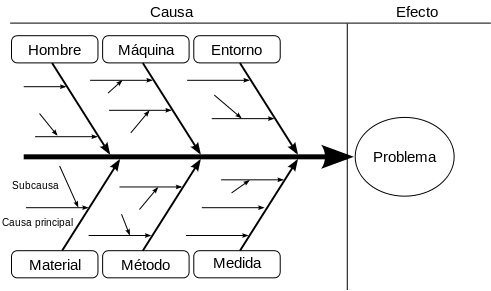 Causa
Efecto
Hombre
Máquina
Entorno
Problema
Subcausa
Causa principal
Material
Método
Medida